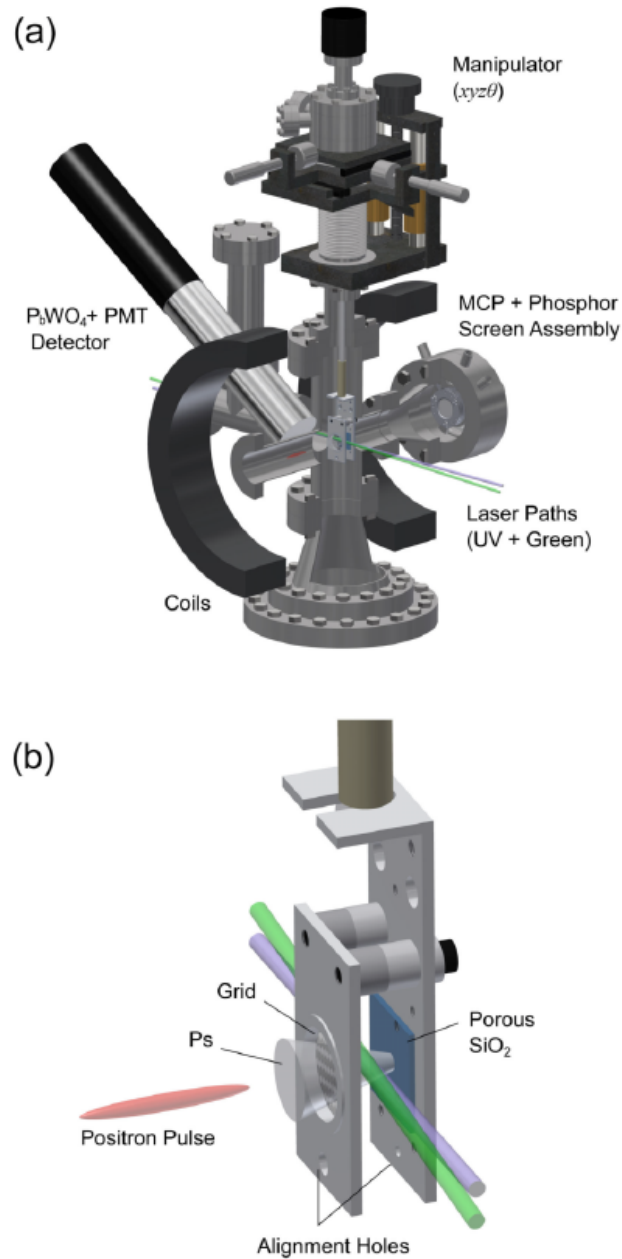 (a)
Manipulator
(xyzθ)
PbWO4+ PMT
Detector
MCP + Phosphor
Screen Assembly
Laser Paths
(UV + Green)
Coils
(b)
Grid
Ps
Porous
SiO2
Positron Pulse
Alignment Holes